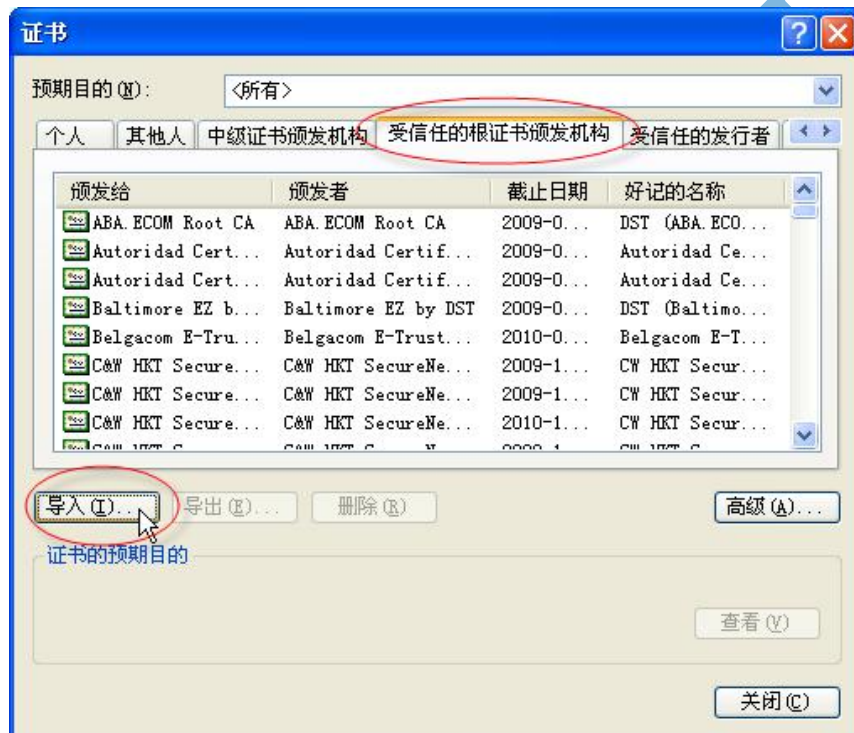 证书
预期目的(N): <所有>
个人 其他人 中级证书颁发机构 受信任的根证书颁发机构 受信任的发行者
颁发给 颁发者 截止日期 好记的名称
ABA.ECOM Root CA ABA.ECOM Root CA 2009-0... DST (ABA.ECO...
Autoridad Cert... Autoridad Certif... 2009-0... Autoridad Ce...
Autoridad Cert... Autoridad Certif... 2009-0... Autoridad Ce...
Baltimore EZ b... Baltimore EZ by DST 2009-0... DST (Baltimo...
Belgacom E-Tru... Belgacom E-Trust... 2010-0... Belgacom E-T...
C&W HKT Secure... C&W HKT SecureNe... 2009-1... CW HKT Secur...
C&W HKT Secure... C&W HKT SecureNe... 2009-1... CW HKT Secur...
C&W HKT Secure... C&W HKT SecureNe... 2010-1... CW HKT Secur...
导入(I)... 导出(E)... 删除(R) 高级(A)...
证书的预期目的
查看(V)
关闭(C)